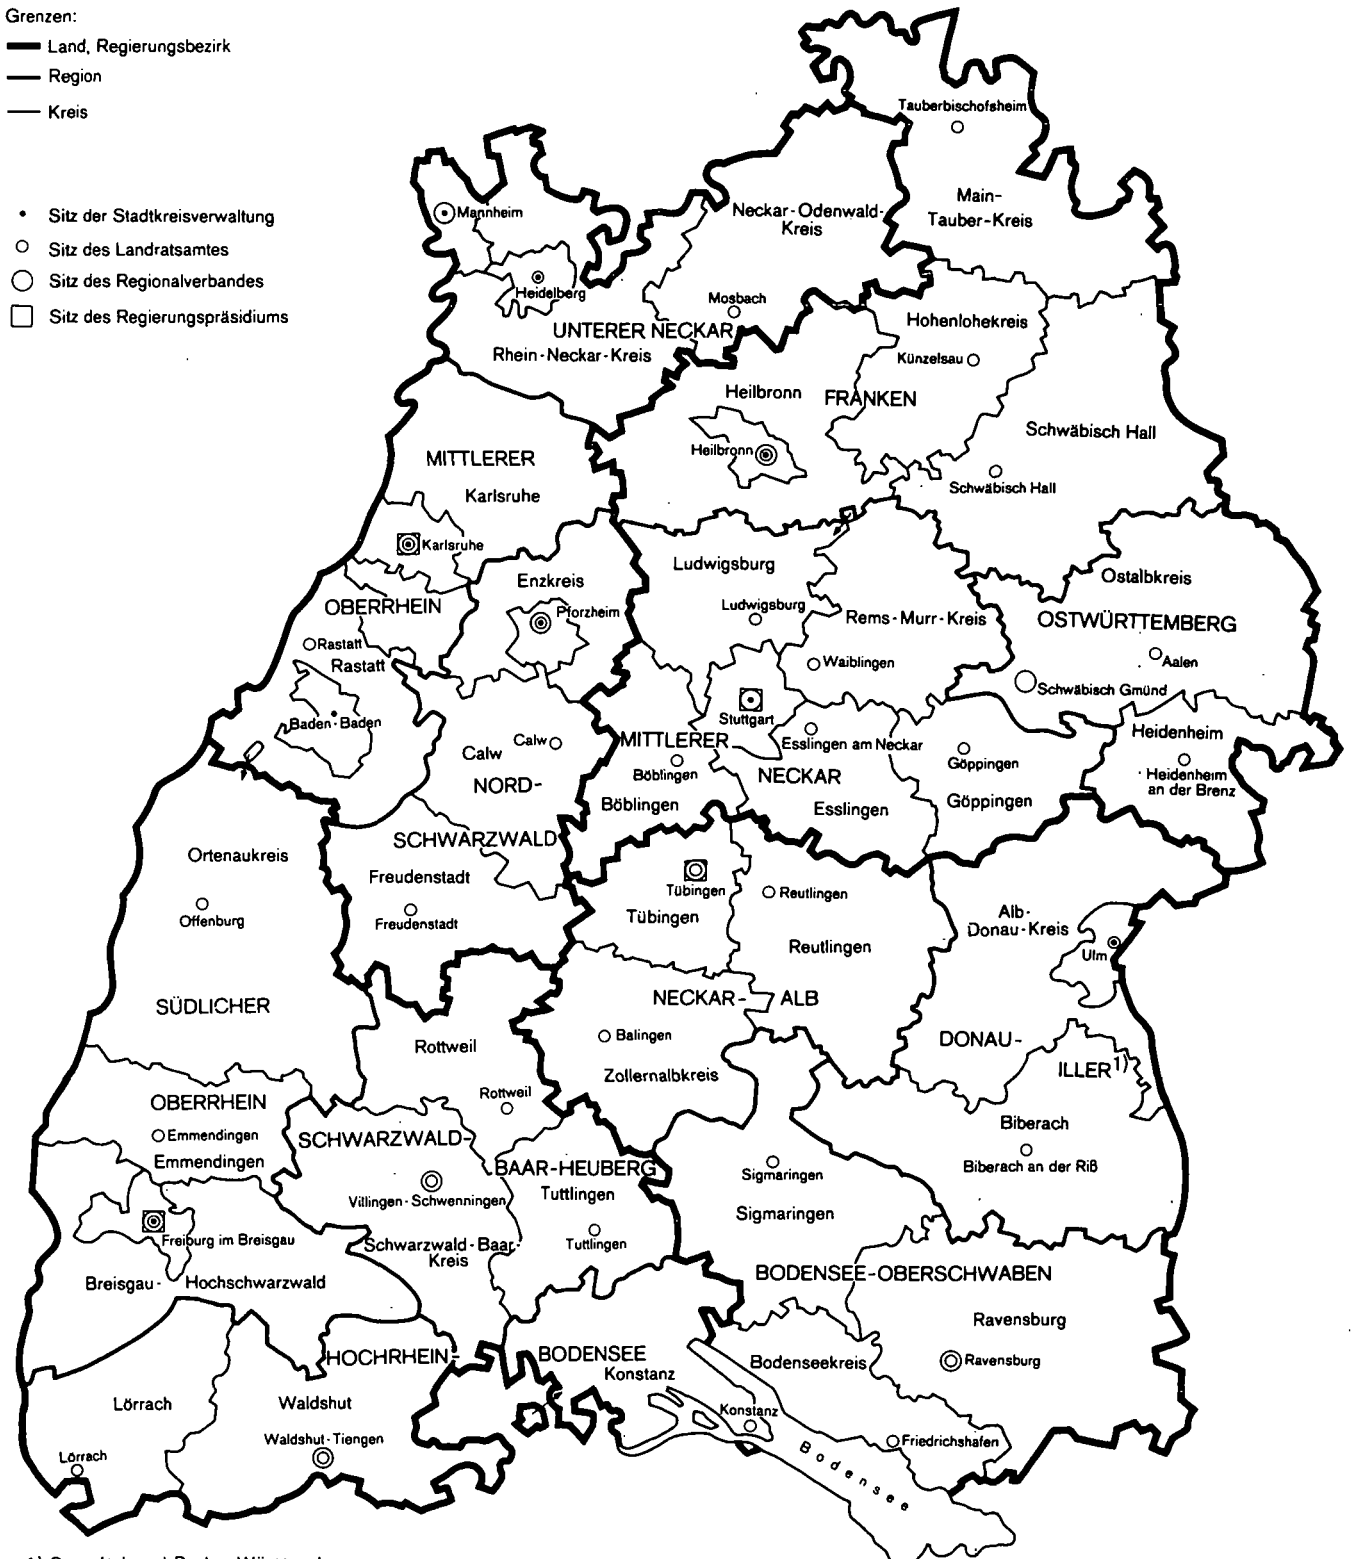 Grenzen:
Land, Regierungsbezirk
Region
Kreis
Sitz der Stadtkreisverwaltung
Sitz des Landratsamtes
Sitz des Regionalverbandes
Sitz des Regierungspräsidiums
Tauberbischofsheim
Main-
Tauber-Kreis
Mannheim
Neckar-Odenwald-
Kreis
Heidelberg
Mosbach
UNTERER NECKAR
Rhein-Neckar-Kreis
Hohenlohekreis
Künzelsau
Heilbronn
FRANKEN
Heilbronn
Schwäbisch Hall
Schwäbisch Hall
MITTLERER
Karlsruhe
Karlsruhe
OBERRHEIN
Enzkreis
Pforzheim
Ludwigsburg
Ludwigsburg
Rems-Murr-Kreis
Waiblingen
Ostalbkreis
OSTWÜRTTEMBERG
Aalen
Schwäbisch Gmünd
Rastatt
Rastatt
Baden-Baden
Stuttgart
Calw
Calw
NORD-
MITTLERER
Böblingen
Böblingen
Esslingen am Neckar
NECKAR
Esslingen
Göppingen
Göppingen
Heidenheim
Heidenheim
an der Brenz
SCHWARZWALD
Freudenstadt
Freudenstadt
Ortenaukreis
Offenburg
Tübingen
Tübingen
Reutlingen
Reutlingen
Alb-
Donau-Kreis
Ulm
SÜDLICHER
NECKAR-ALB
Balingen
Zollernalbkreis
DONAU-
ILLER1)
Rottweil
Rottweil
OBERRHEIN
Emmendingen
Emmendingen
SCHWARZWALD-
BAAR-HEUBERG
Villingen-Schwenningen
Tuttlingen
Tuttlingen
Schwarzwald-Baar-
Kreis
Biberach
Biberach an der Riß
Sigmaringen
Sigmaringen
Freiburg im Breisgau
Breisgau-Hochschwarzwald
BODENSEE-OBERSCHWABEN
Ravensburg
Ravensburg
Bodenseekreis
HOCHRHEIN-
BODENSEE
Konstanz
Konstanz
Lörrach
Lörrach
Waldshut
Waldshut-Tiengen
Friedrichshafen
Bodensee